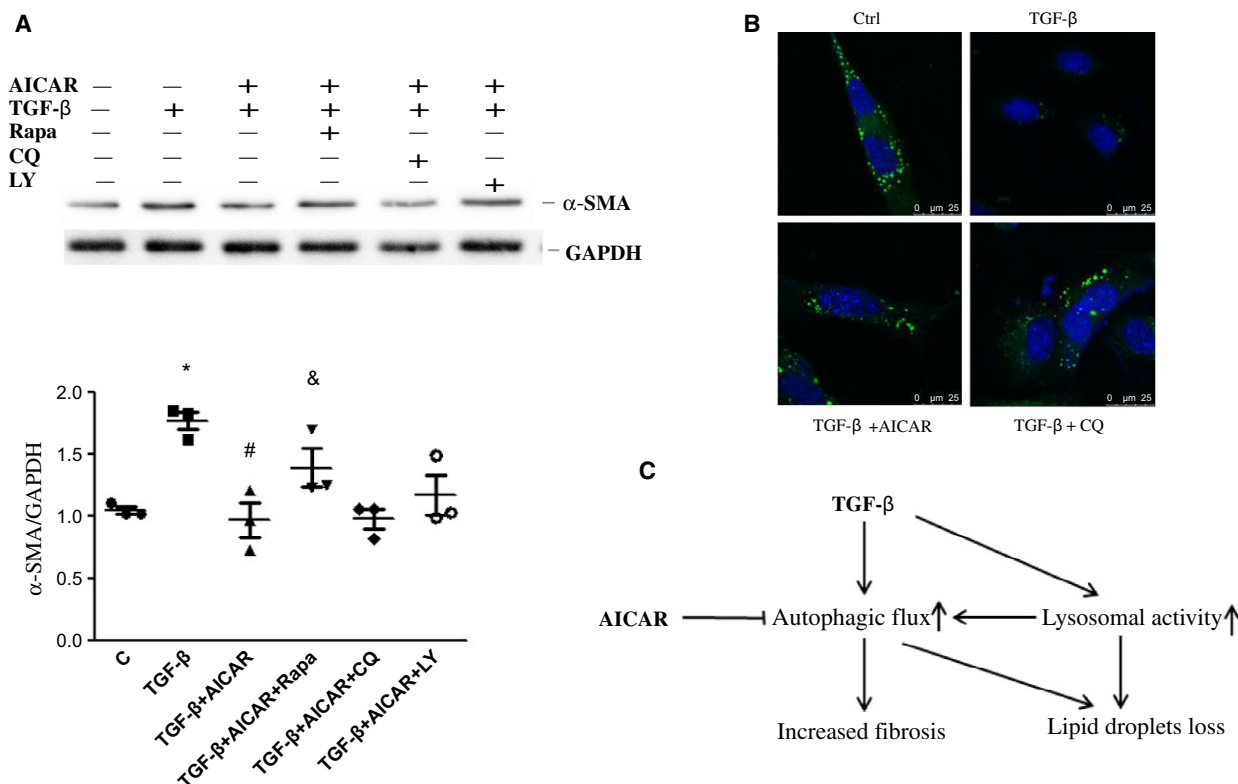 A
AICAR — — + + + +
TGF-β — + + + + +
Rapa — — — + — —
CQ — — — — + —
LY — — — — — +
α-SMA
GAPDH
α-SMA/GAPDH
2.0
1.5
1.0
0.5
0.0
*
#
&
C
TGF-β
TGF-β+AICAR
TGF-β+AICAR+Rapa
TGF-β+AICAR+CQ
TGF-β+AICAR+LY
B
Ctrl
TGF-β
0 µm 25
0 µm 25
0 µm 25
0 µm 25
TGF-β +AICAR
TGF-β + CQ
C
TGF-β
AICAR
Autophagic flux
Lysosomal activity
Increased fibrosis
Lipid droplets loss